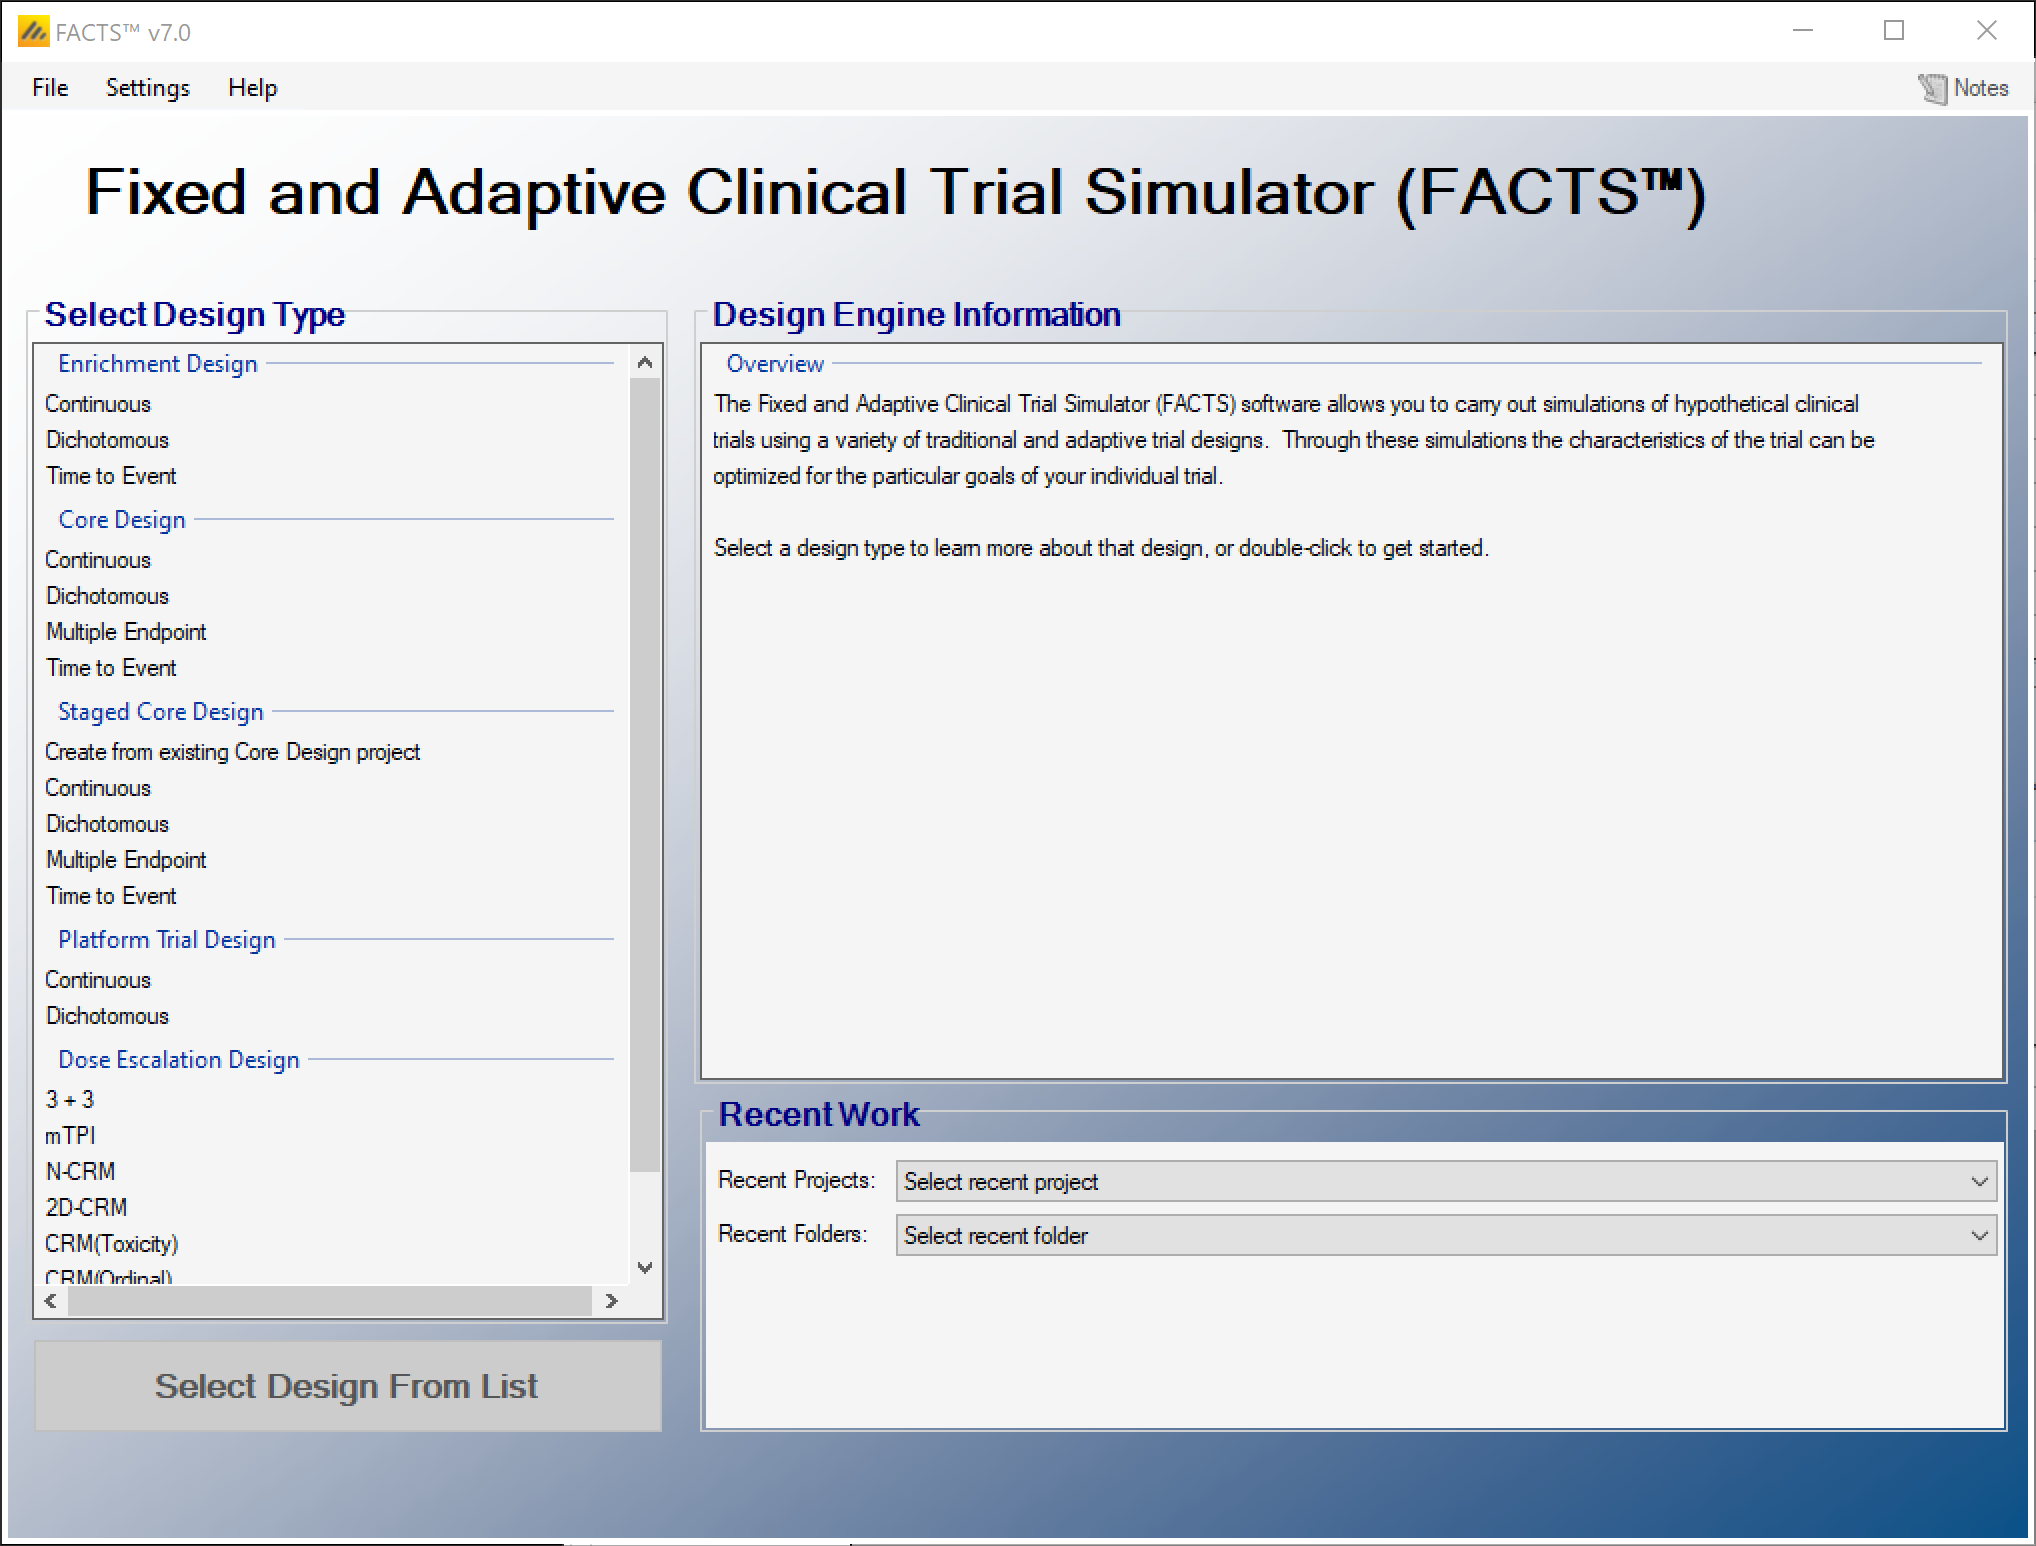 FACTS™ v7.0
File Settings Help Notes
Fixed and Adaptive Clinical Trial Simulator (FACTS™)
Select Design Type
Enrichment Design
Continuous
Dichotomous
Time to Event
Core Design
Continuous
Dichotomous
Multiple Endpoint
Time to Event
Staged Core Design
Create from existing Core Design project
Continuous
Dichotomous
Multiple Endpoint
Time to Event
Platform Trial Design
Continuous
Dichotomous
Dose Escalation Design
3 + 3
mTPI
N-CRM
2D-CRM
CRM(Toxicity)
CRM(Ordinal)
Select Design From List
Design Engine Information
Overview
The Fixed and Adaptive Clinical Trial Simulator (FACTS) software allows you to carry out simulations of hypothetical clinical
trials using a variety of traditional and adaptive trial designs. Through these simulations the characteristics of the trial can be
optimized for the particular goals of your individual trial.
Select a design type to learn more about that design, or double-click to get started.
Recent Work
Recent Projects: Select recent project
Recent Folders: Select recent folder